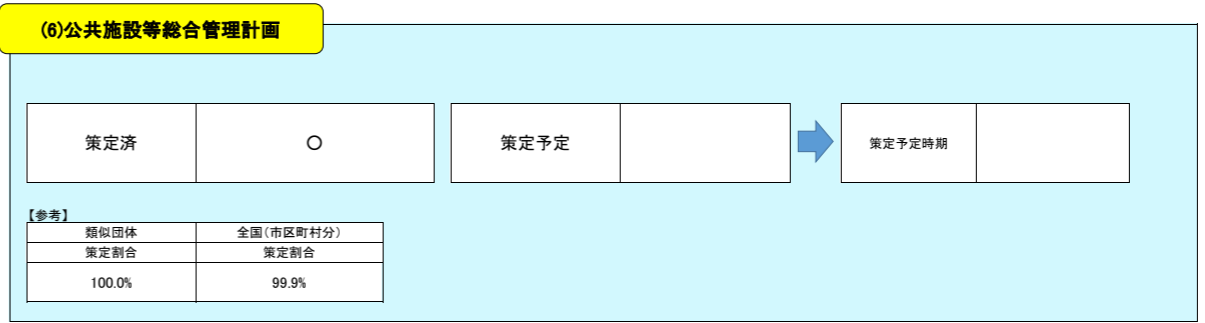 (6)公共施設等総合管理計画
策定済 〇 策定予定 策定予定時期
【参考】
類似団体 全国(市区町村分)
策定割合 策定割合
100.0% 99.9%